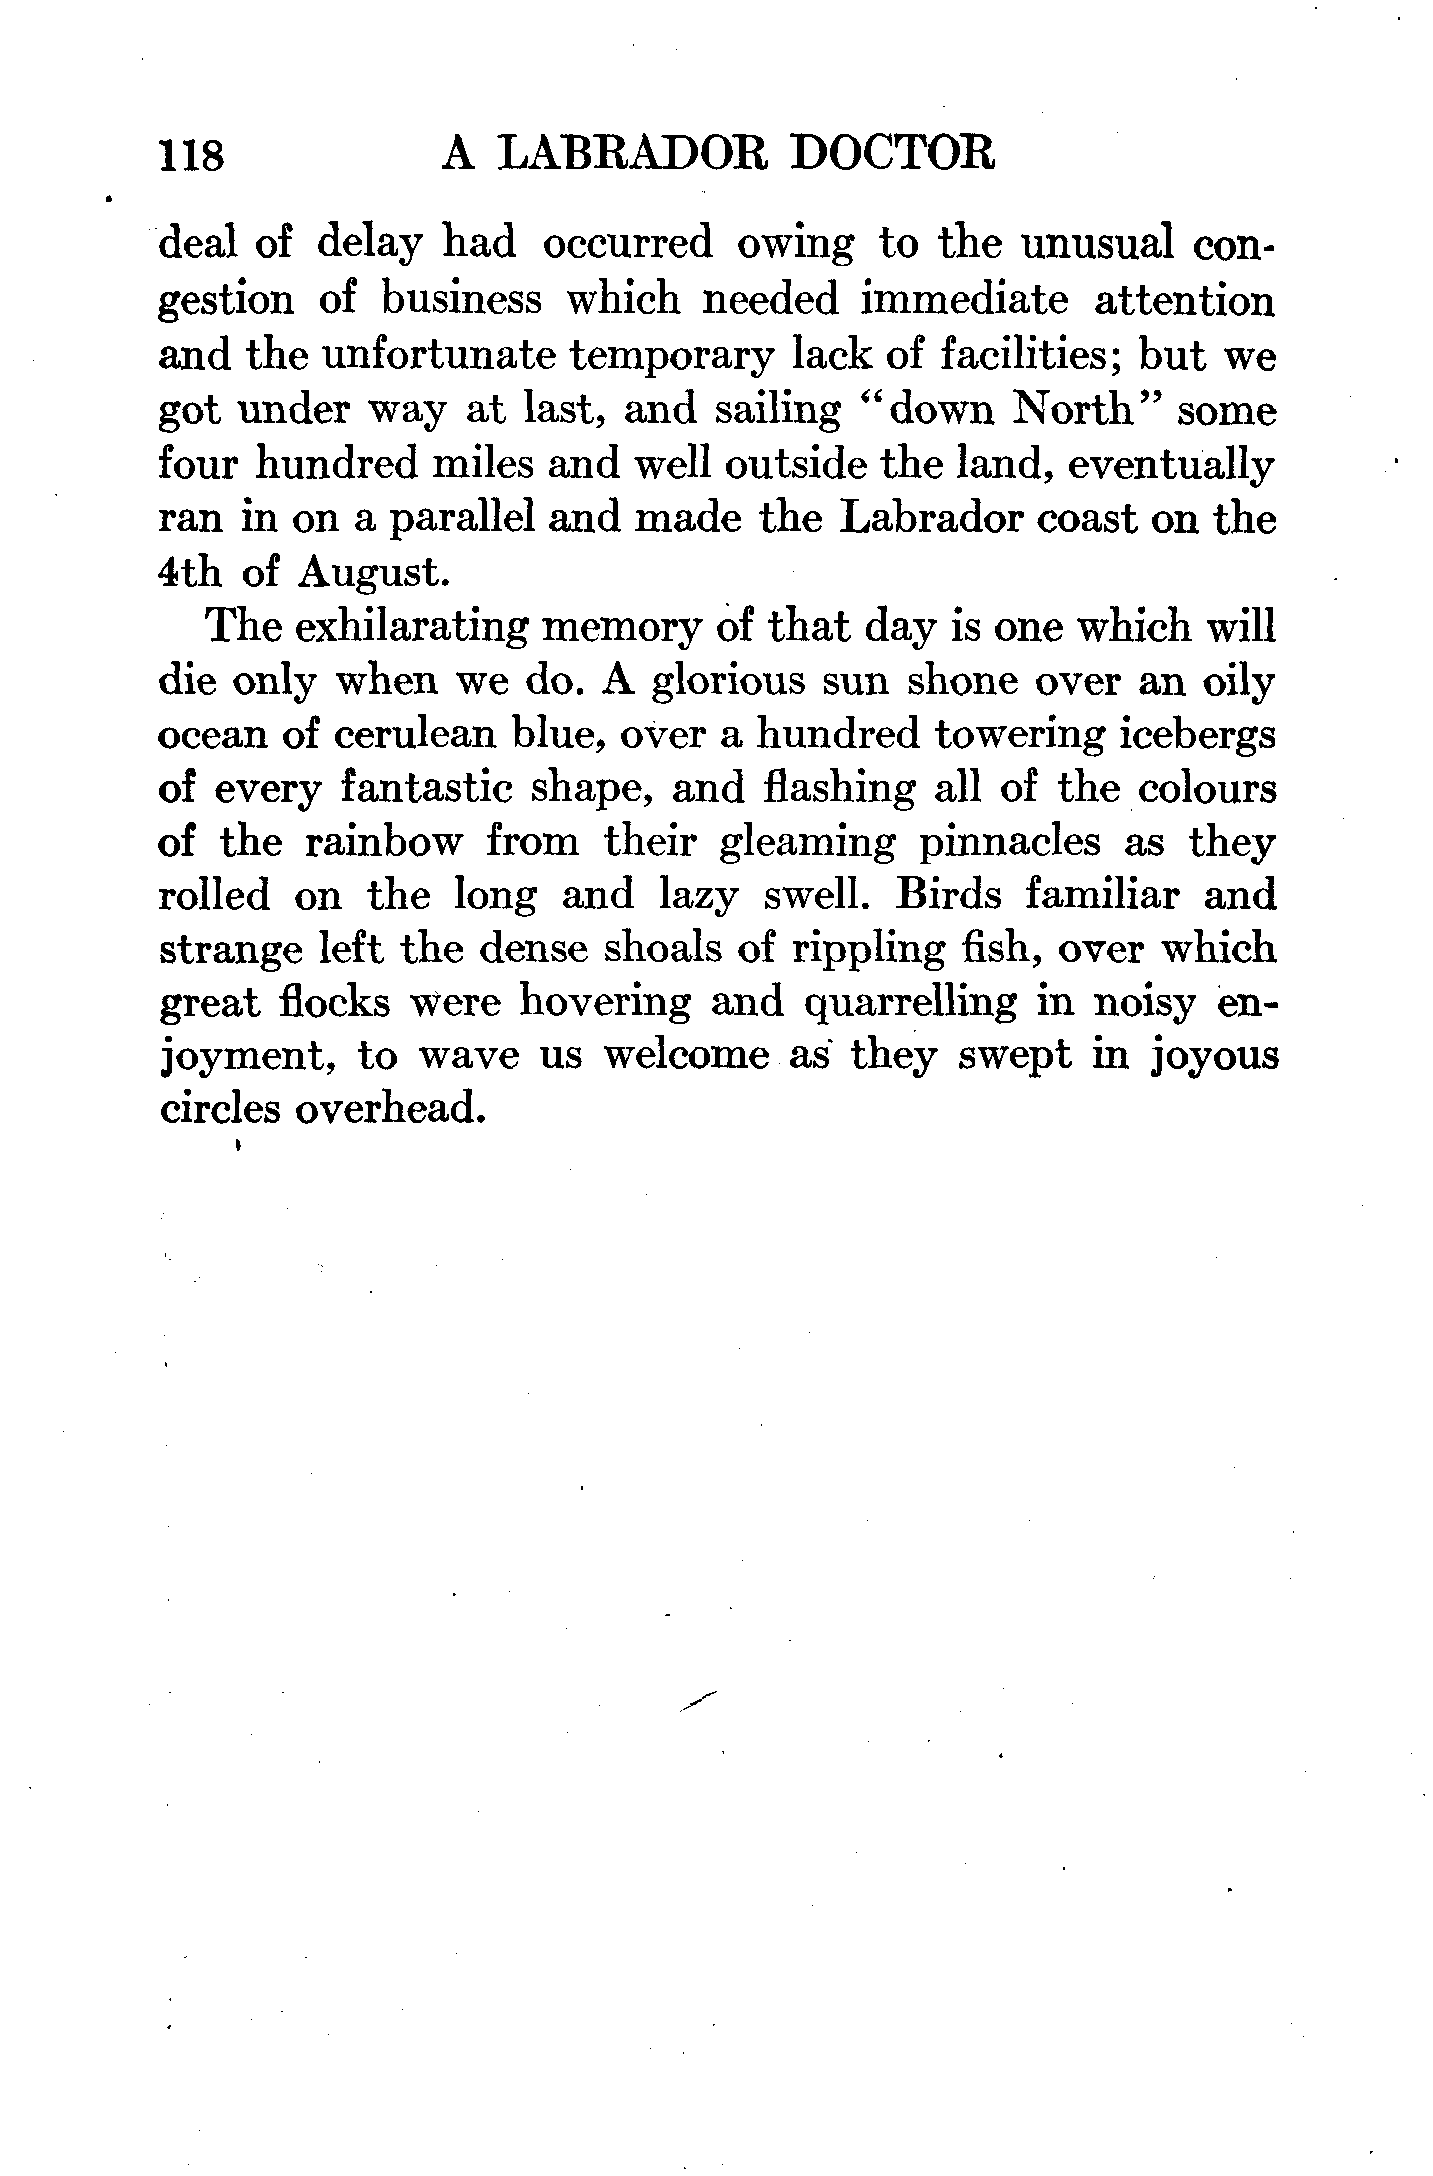 118 A LABRADOR DOCTOR
deal of delay had occurred owing to the unusual con-
gestion of business which needed immediate attention
and the unfortunate temporary lack of facilities; but we
got under way at last, and sailing “down North” some
four hundred miles and well outside the land, eventually
ran in on a parallel and made the Labrador coast on the
4th of August.
The exhilarating memory of that day is one which will
die only when we do. A glorious sun shone over an oily
ocean of cerulean blue, over a hundred towering icebergs
of every fantastic shape, and flashing all of the colours
of the rainbow from their gleaming pinnacles as they
rolled on the long and lazy swell. Birds familiar and
strange left the dense shoals of rippling fish, over which
great flocks were hovering and quarrelling in noisy en-
joyment, to wave us welcome as they swept in joyous
circles overhead.